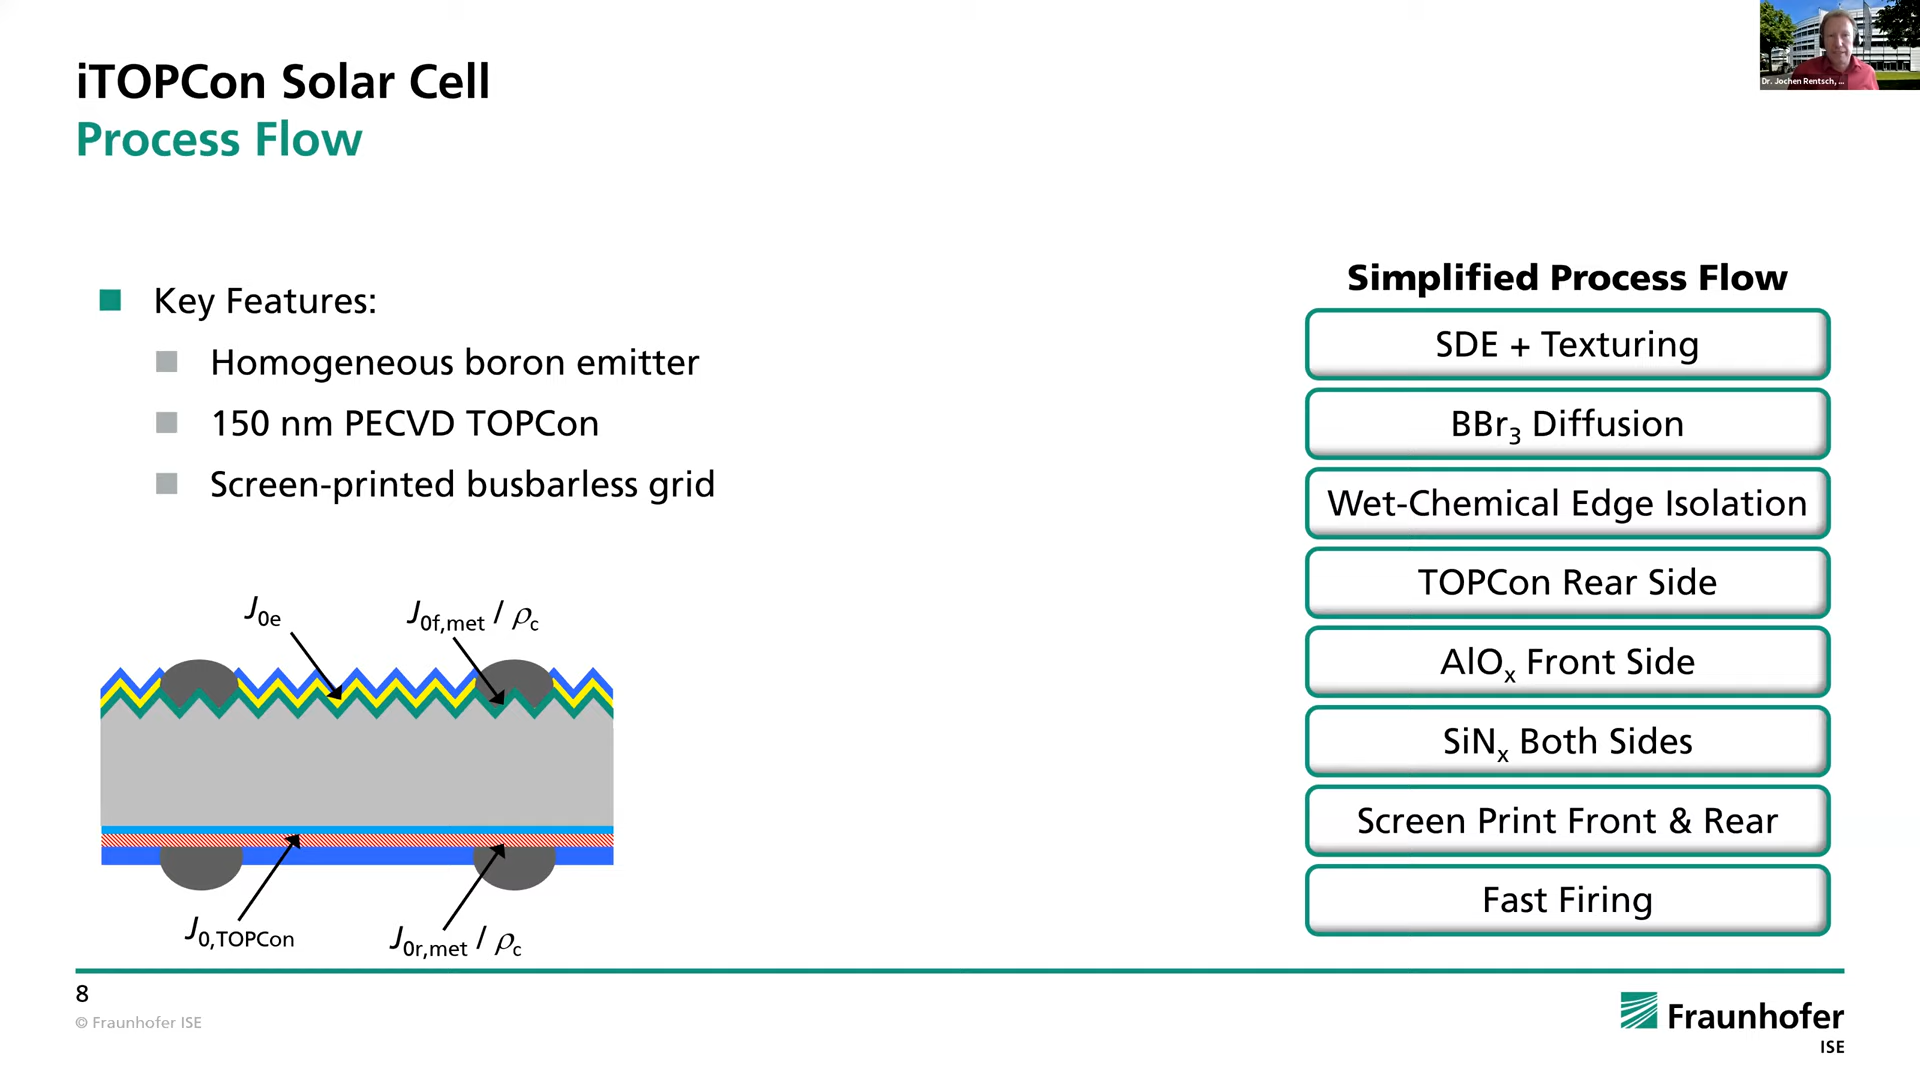 iTOPCon Solar Cell
Process Flow
Dr. Jochen Rentsch, ...
Key Features:
Homogeneous boron emitter
150 nm PECVD TOPCon
Screen-printed busbarless grid
J0e
J0f,met / ρc
J0,TOPCon
J0r,met / ρc
Simplified Process Flow
SDE + Texturing
BBr3 Diffusion
Wet-Chemical Edge Isolation
TOPCon Rear Side
AlOx Front Side
SiNx Both Sides
Screen Print Front & Rear
Fast Firing
8
© Fraunhofer ISE
Fraunhofer
ISE